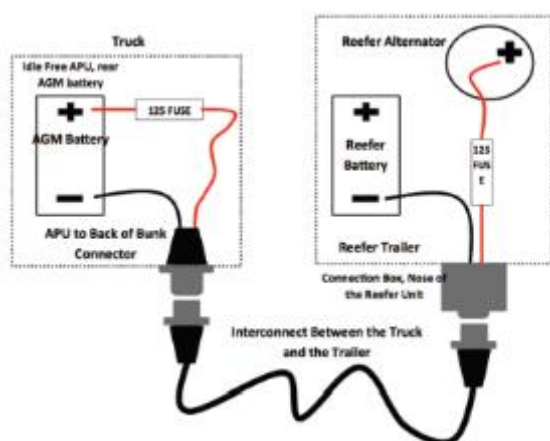 Truck
Idle Free APU, rear
AGM battery
+
125 FUSE
AGM Battery
−
APU to Back of Bunk
Connector
Reefer Alternator
+
+
Reefer
Battery
−
125
FUS
E
Reefer Trailer
Connection Box, Nose of
the Reefer Unit
Interconnect Between the Truck
and the Trailer